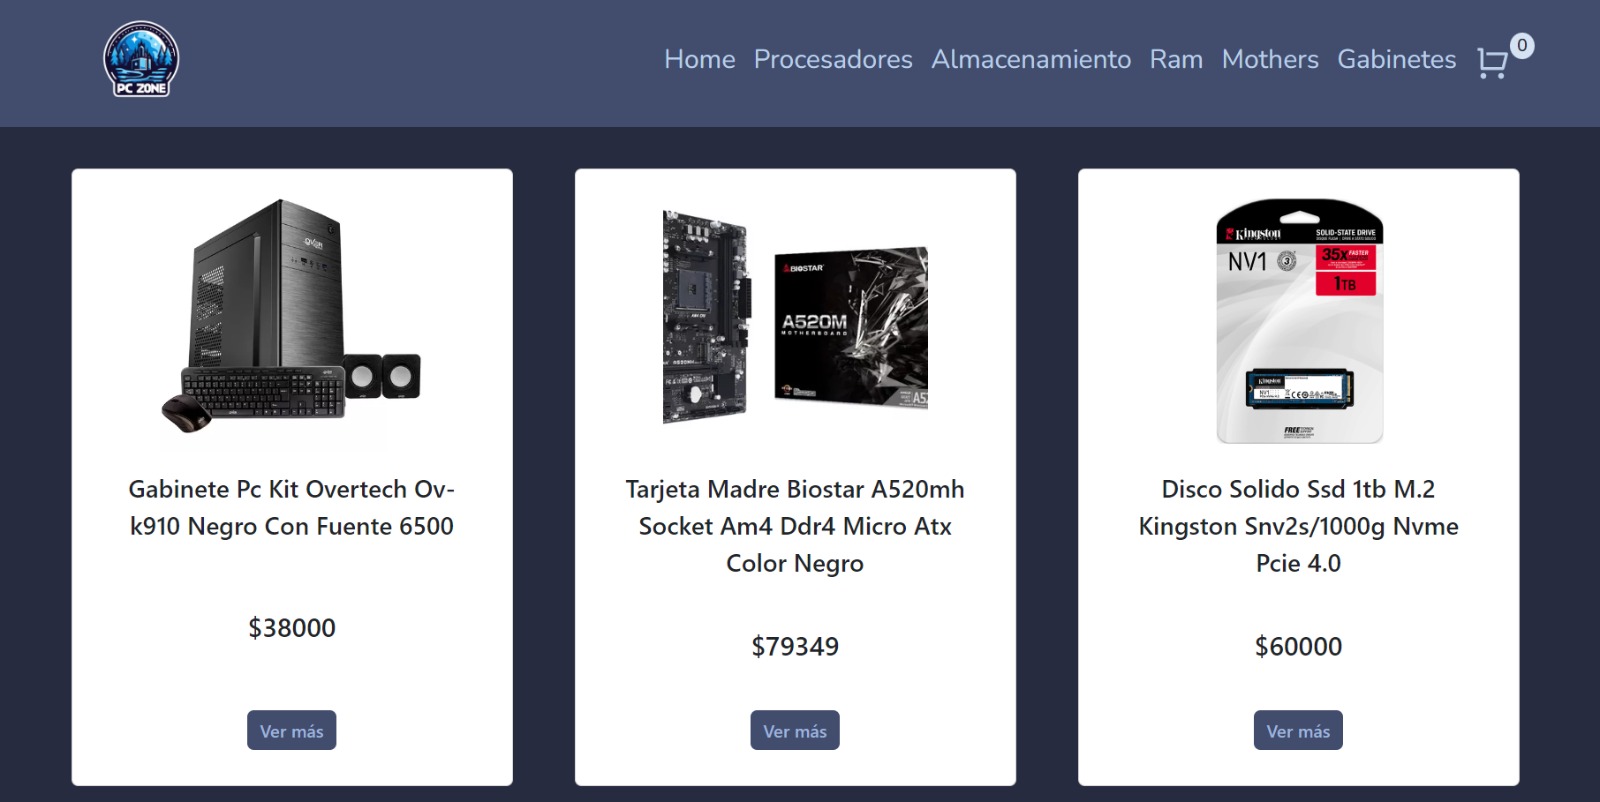 PC ZONE
Home Procesadores Almacenamiento Ram Mothers Gabinetes 0
Gabinete Pc Kit Overtech Ov-
k910 Negro Con Fuente 6500
$38000
Ver más
BIOSTAR
A520M
MOTHERBOARD
Tarjeta Madre Biostar A520mh
Socket Am4 Ddr4 Micro Atx
Color Negro
$79349
Ver más
Kingston SOLID-STATE DRIVE
NV1 35x FASTER
1TB
Kingston
NV1
FREE
Disco Solido Ssd 1tb M.2
Kingston Snv2s/1000g Nvme
Pcie 4.0
$60000
Ver más